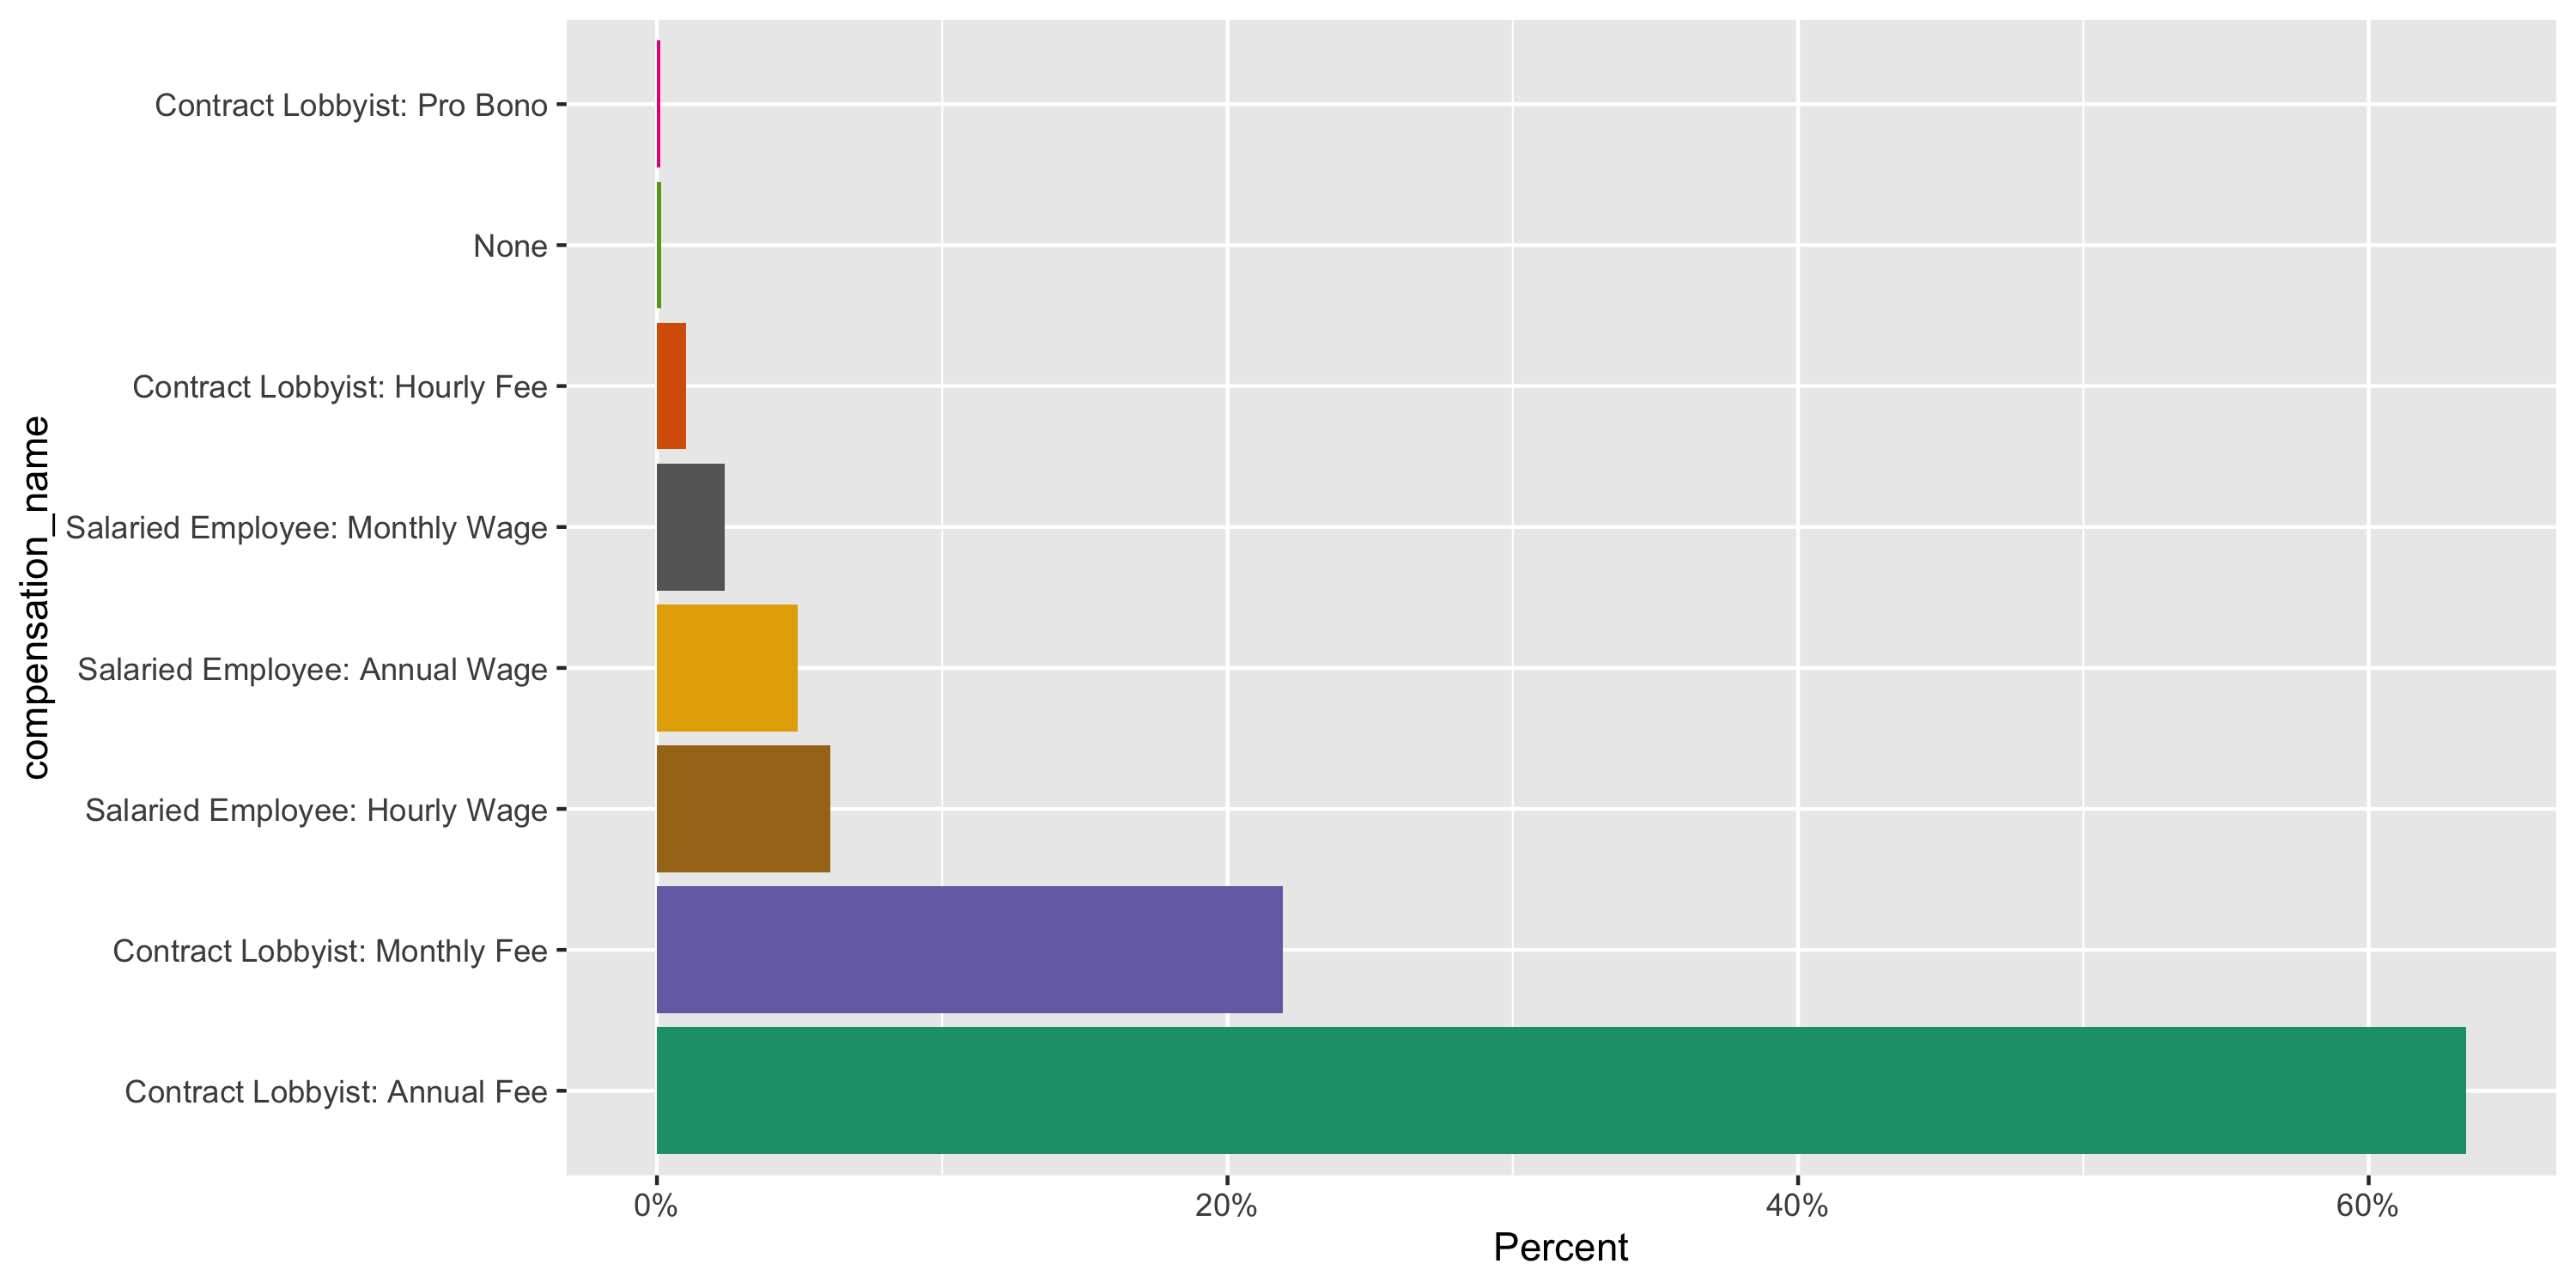 Contract Lobbyist: Pro Bono
None
Contract Lobbyist: Hourly Fee
Salaried Employee: Monthly Wage
Salaried Employee: Annual Wage
Salaried Employee: Hourly Wage
Contract Lobbyist: Monthly Fee
Contract Lobbyist: Annual Fee
compensation_name
0% 20% 40% 60%
Percent